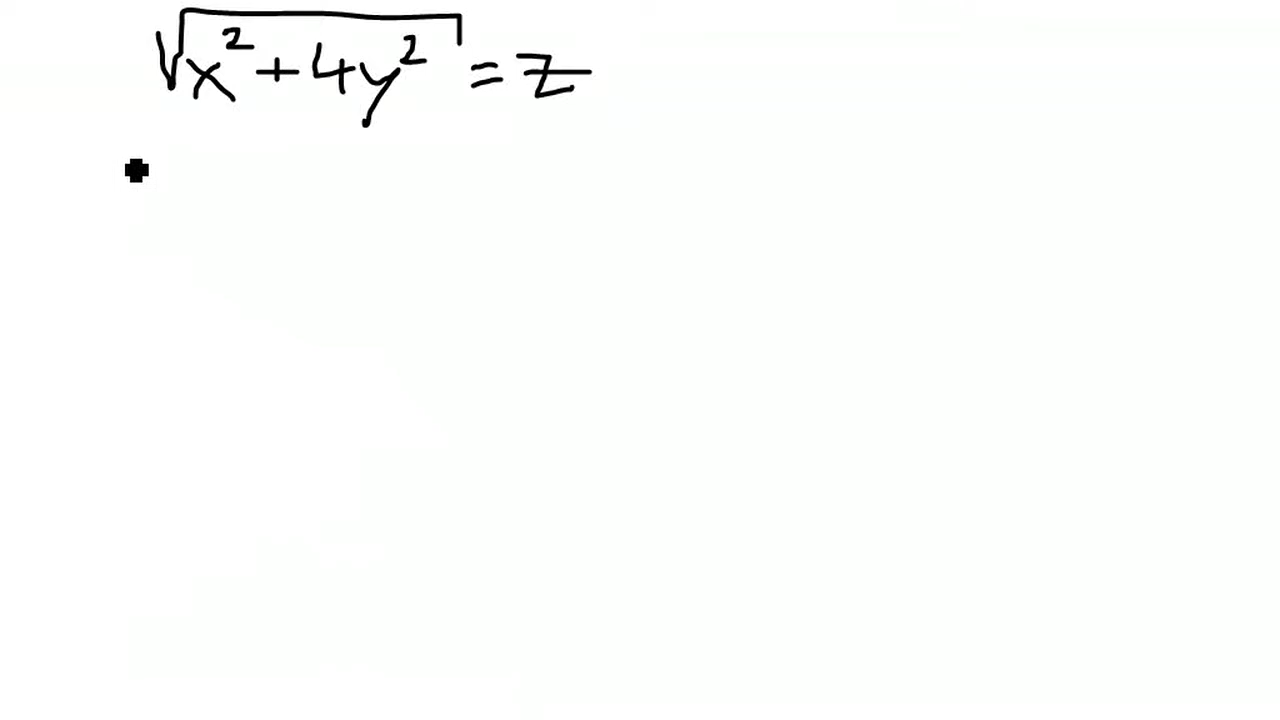 √(x² + 4y²) = z